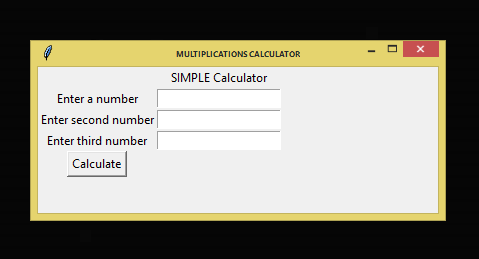 MULTIPLICATIONS CALCULATOR
SIMPLE Calculator
Enter a number
Enter second number
Enter third number
Calculate